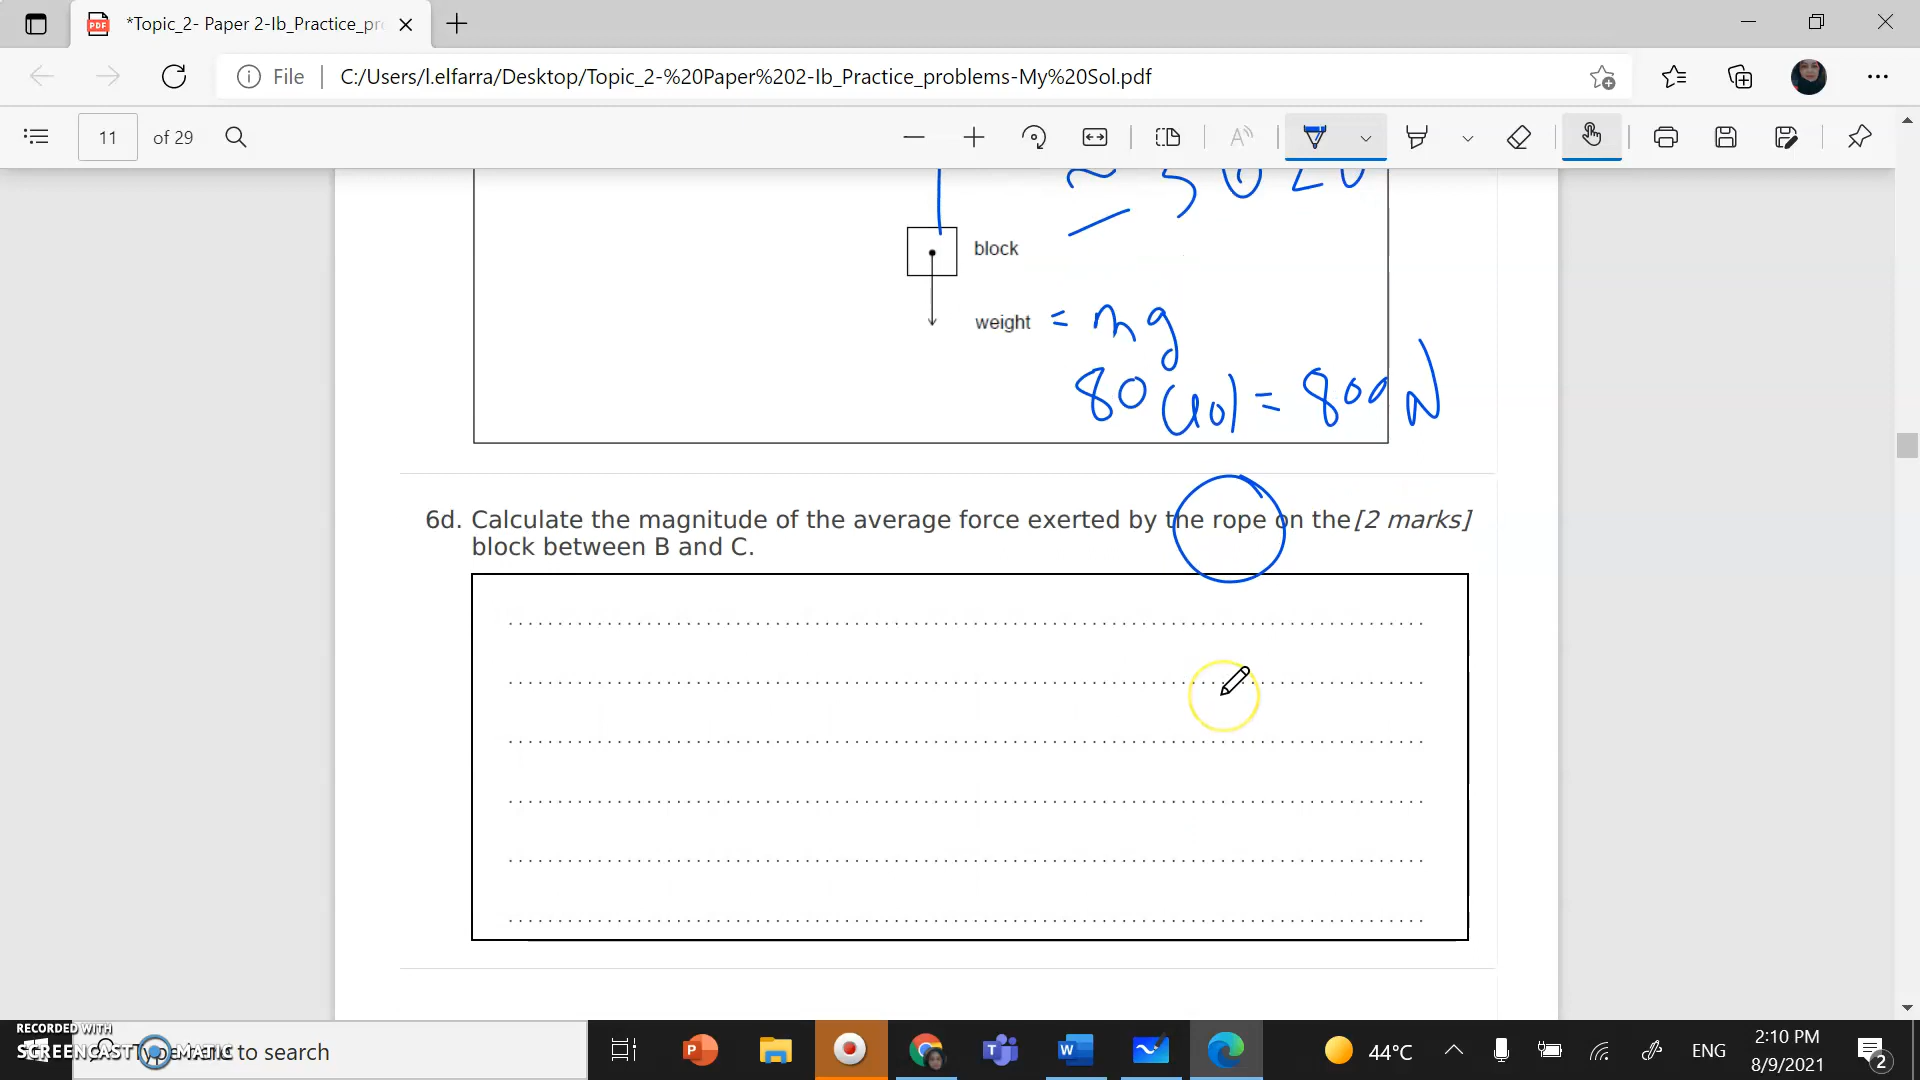 *Topic_2- Paper 2-Ib_Practice_pr
File
C:/Users/l.elfarra/Desktop/Topic_2-%20Paper%202-Ib_Practice_problems-My%20Sol.pdf
11 of 29
block
weight = mg
80 (10) = 800 N
6d. Calculate the magnitude of the average force exerted by the rope on the [2 marks]
block between B and C.
RECORDED WITH
SCREENCAST MATIC
to search
44°C
ENG
2:10 PM
8/9/2021
2